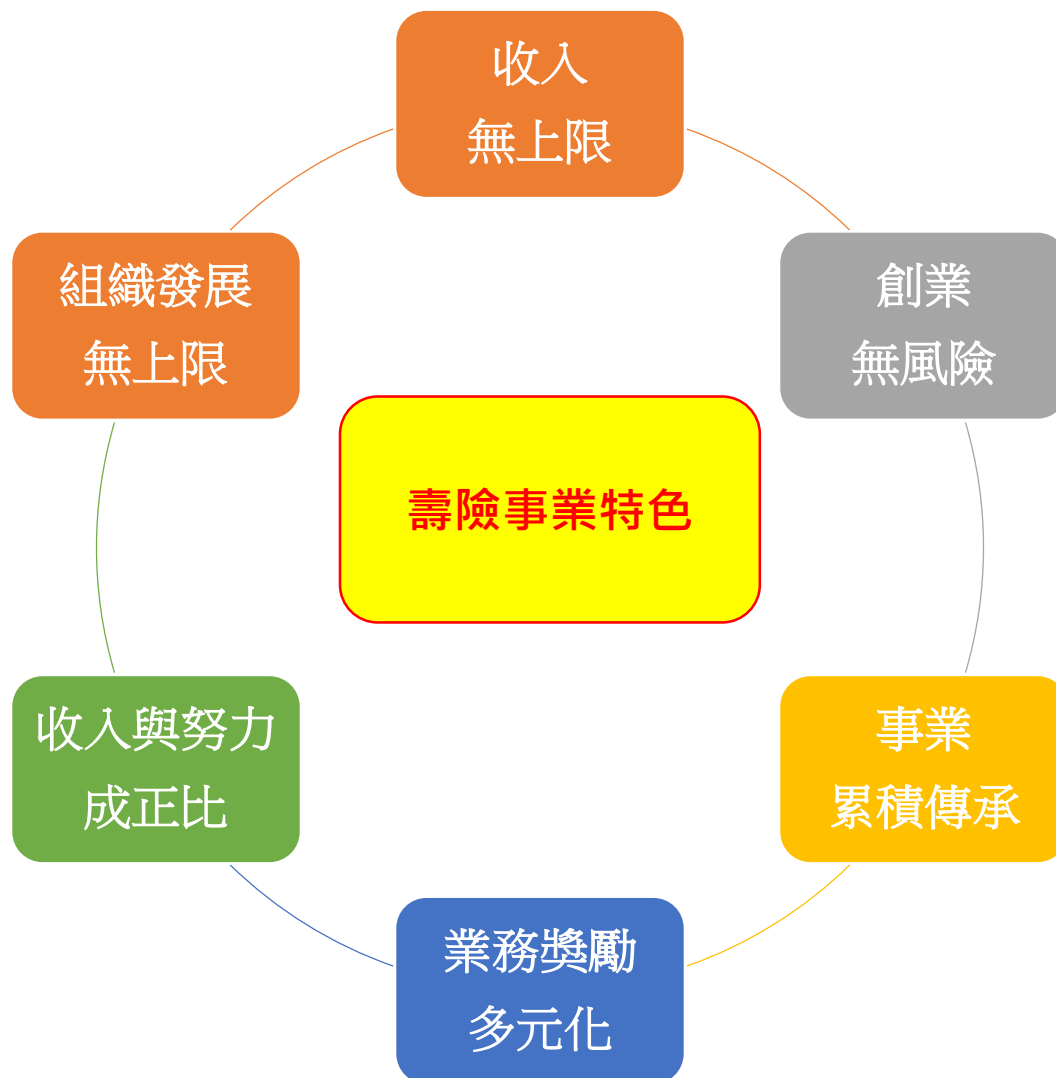 收入
無上限
創業
無風險
事業
累積傳承
業務獎勵
多元化
收入與努力
成正比
組織發展
無上限
壽險事業特色